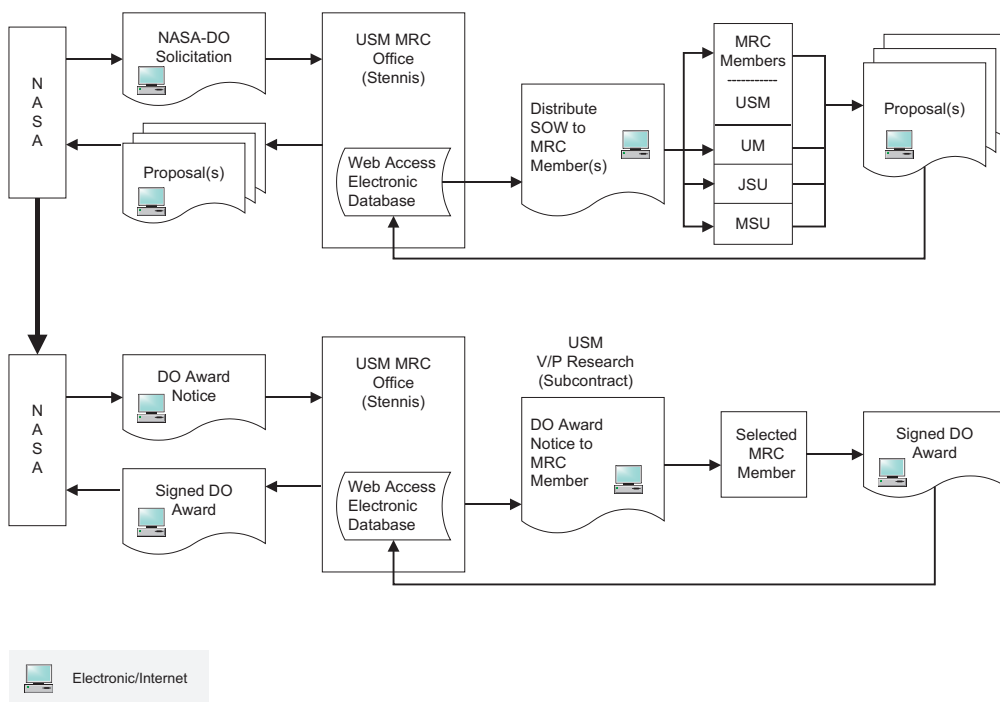 N
A
S
A
NASA-DO
Solicitation
Proposal(s)
USM MRC
Office
(Stennis)
Web Access
Electronic
Database
Distribute
SOW to
MRC
Member(s)
MRC
Members
-----------
USM
UM
JSU
MSU
Proposal(s)
N
A
S
A
DO Award
Notice
Signed DO
Award
USM MRC
Office
(Stennis)
Web Access
Electronic
Database
USM
V/P Research
(Subcontract)
DO Award
Notice to
MRC
Member
Selected
MRC
Member
Signed DO
Award
Electronic/Internet